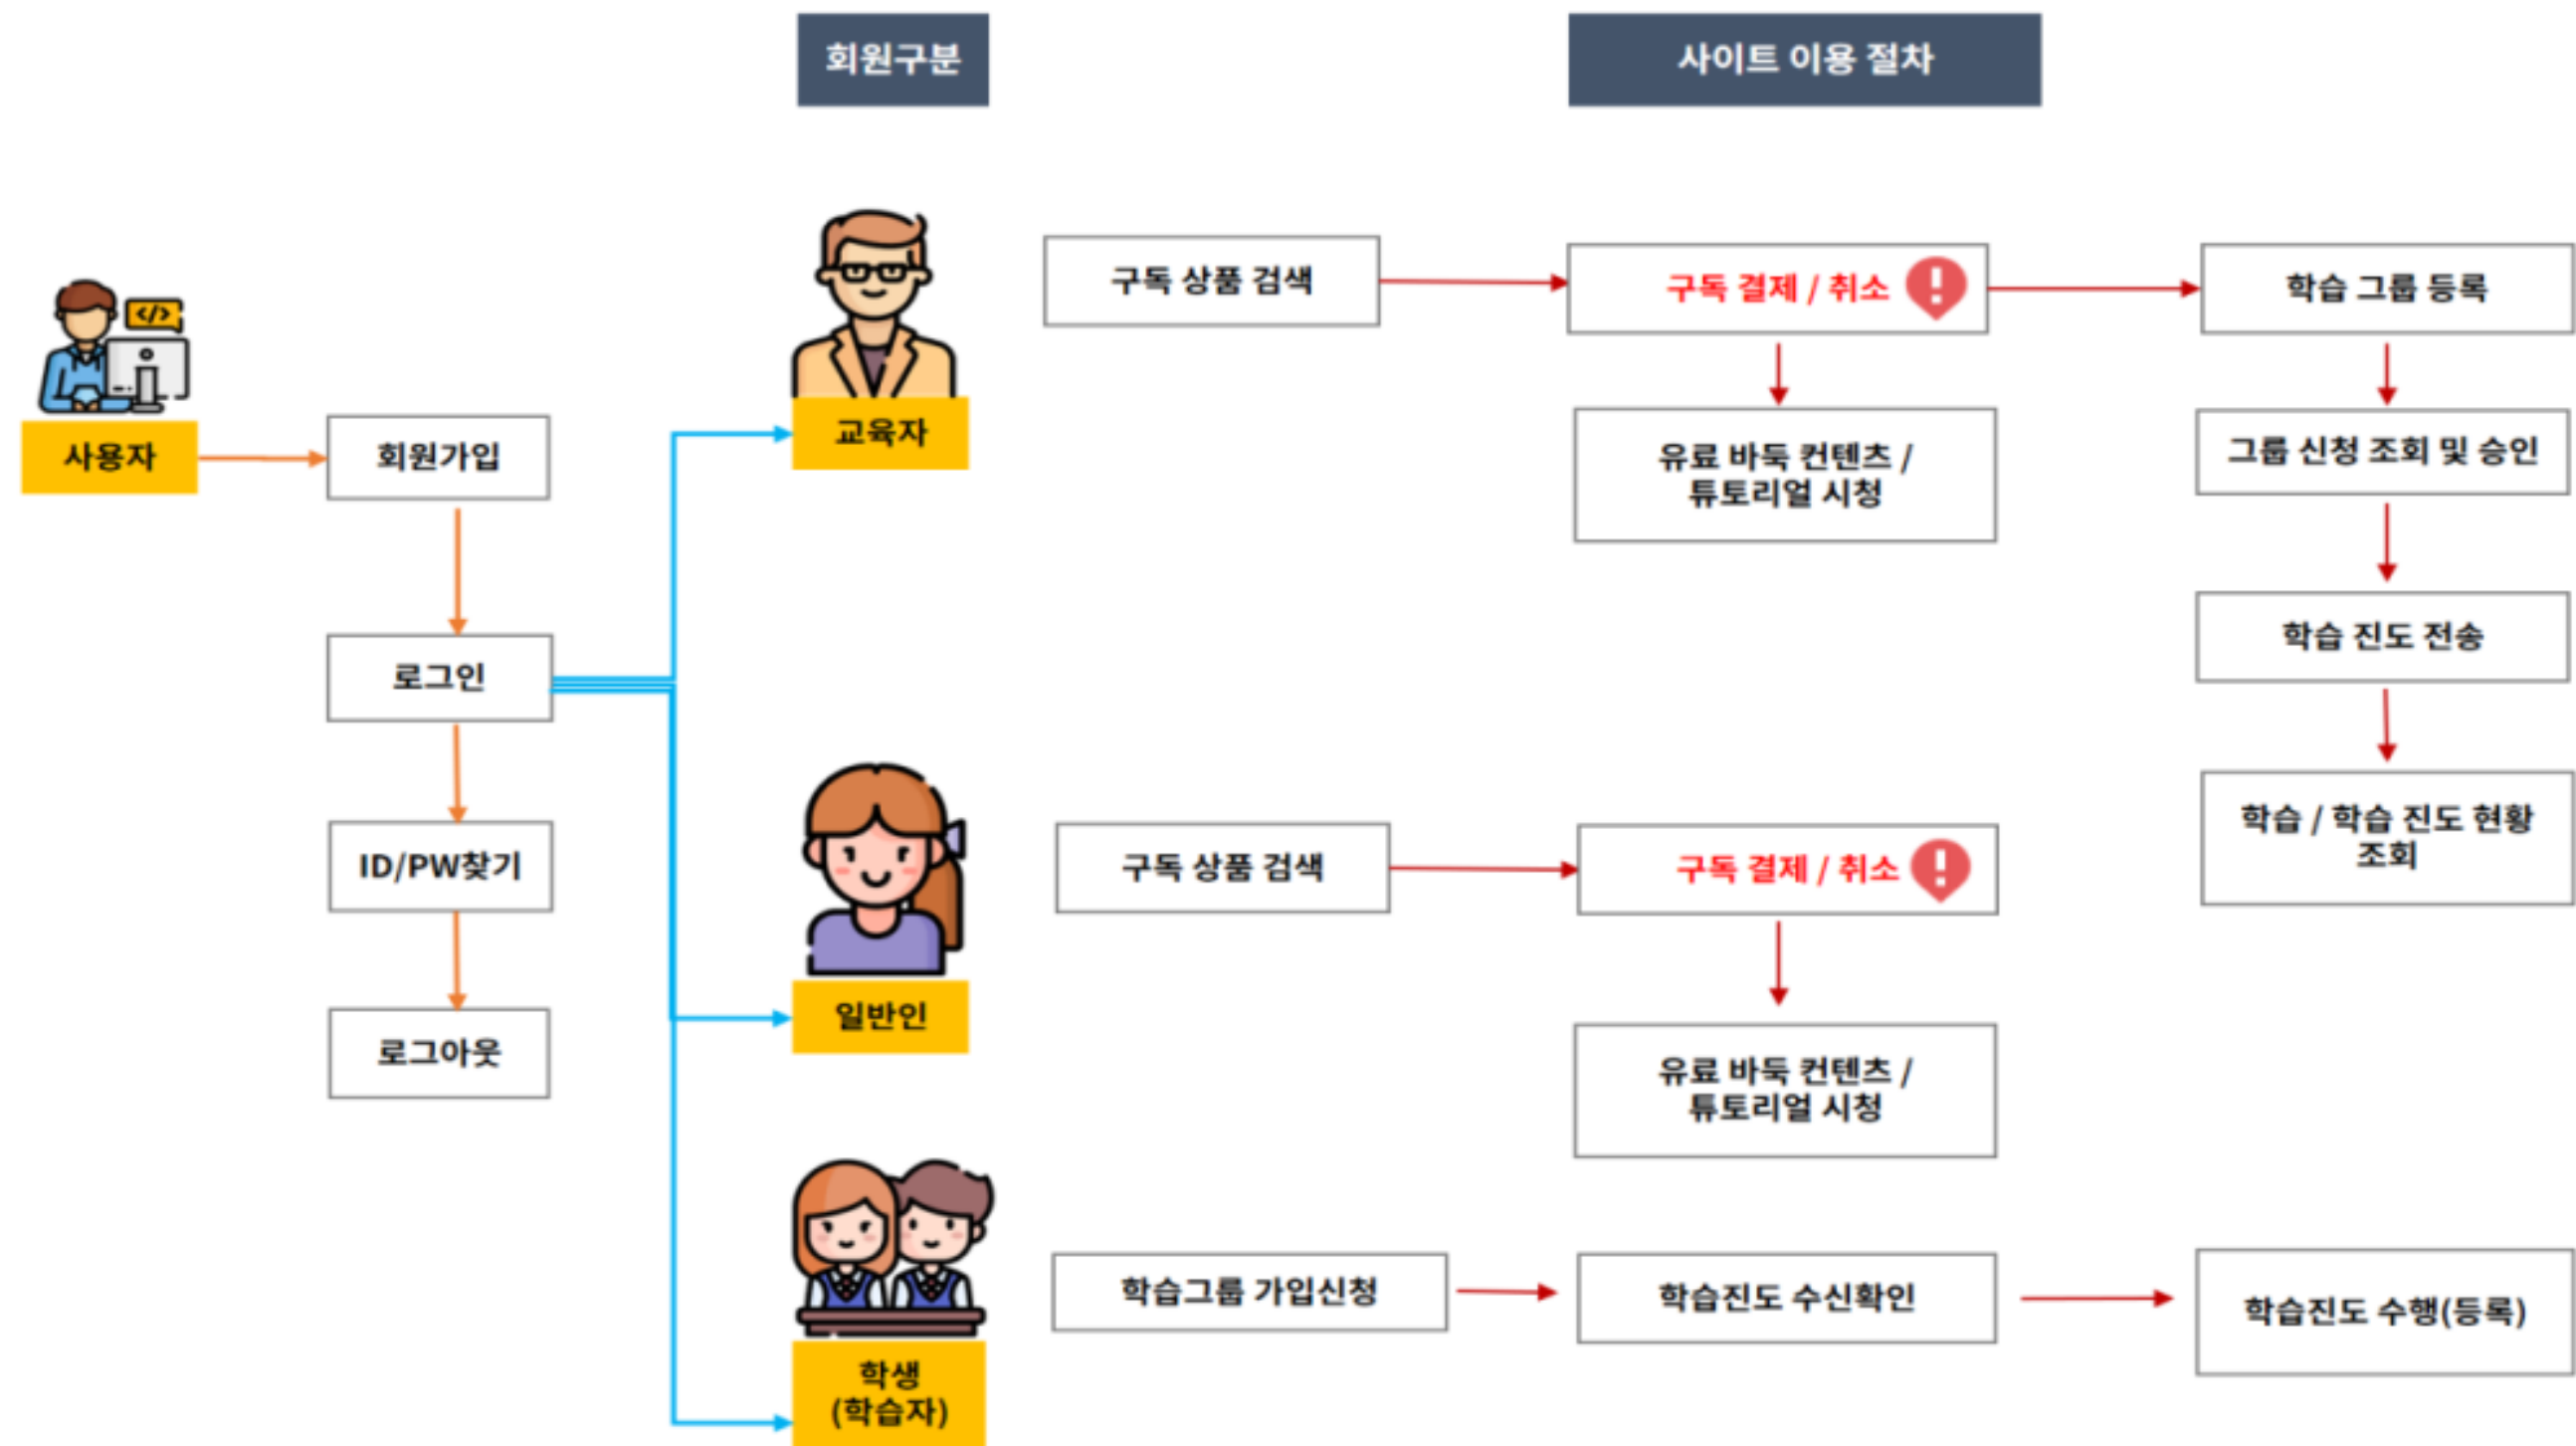 회원구분
사이트 이용 절차
</>
사용자
회원가입
로그인
ID/PW찾기
로그아웃
교육자
구독 상품 검색
구독 결제 / 취소
유료 바둑 컨텐츠 /
튜토리얼 시청
학습 그룹 등록
그룹 신청 조회 및 승인
학습 진도 전송
학습 / 학습 진도 현황
조회
일반인
구독 상품 검색
구독 결제 / 취소
유료 바둑 컨텐츠 /
튜토리얼 시청
학생
(학습자)
학습그룹 가입신청
학습진도 수신확인
학습진도 수행(등록)